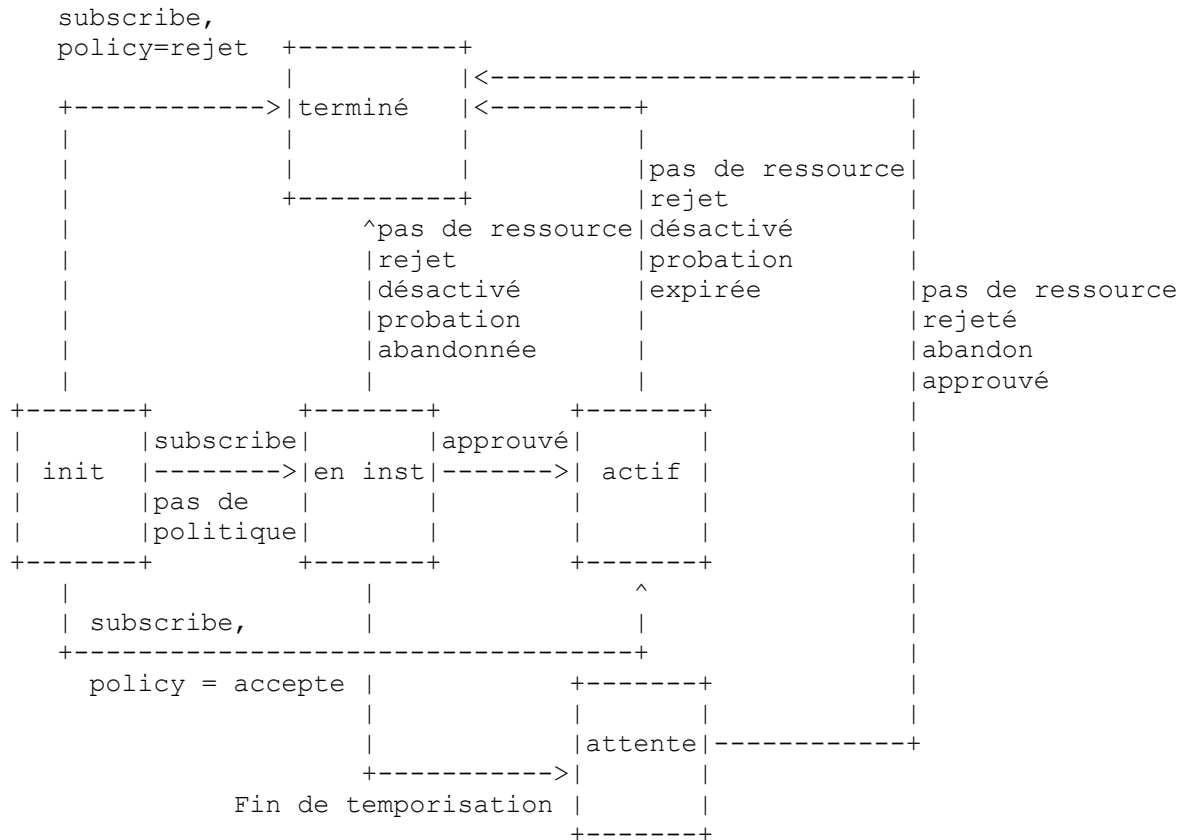 subscribe,
policy=rejet
terminé
pas de ressource
rejet
pas de ressource désactivé
rejet probation
désactivé expirée pas de ressource
probation rejeté
abandonnée abandon
approuvé
subscribe approuvé
init en inst actif
pas de
politique
subscribe,
policy = accepte
attente
Fin de temporisation